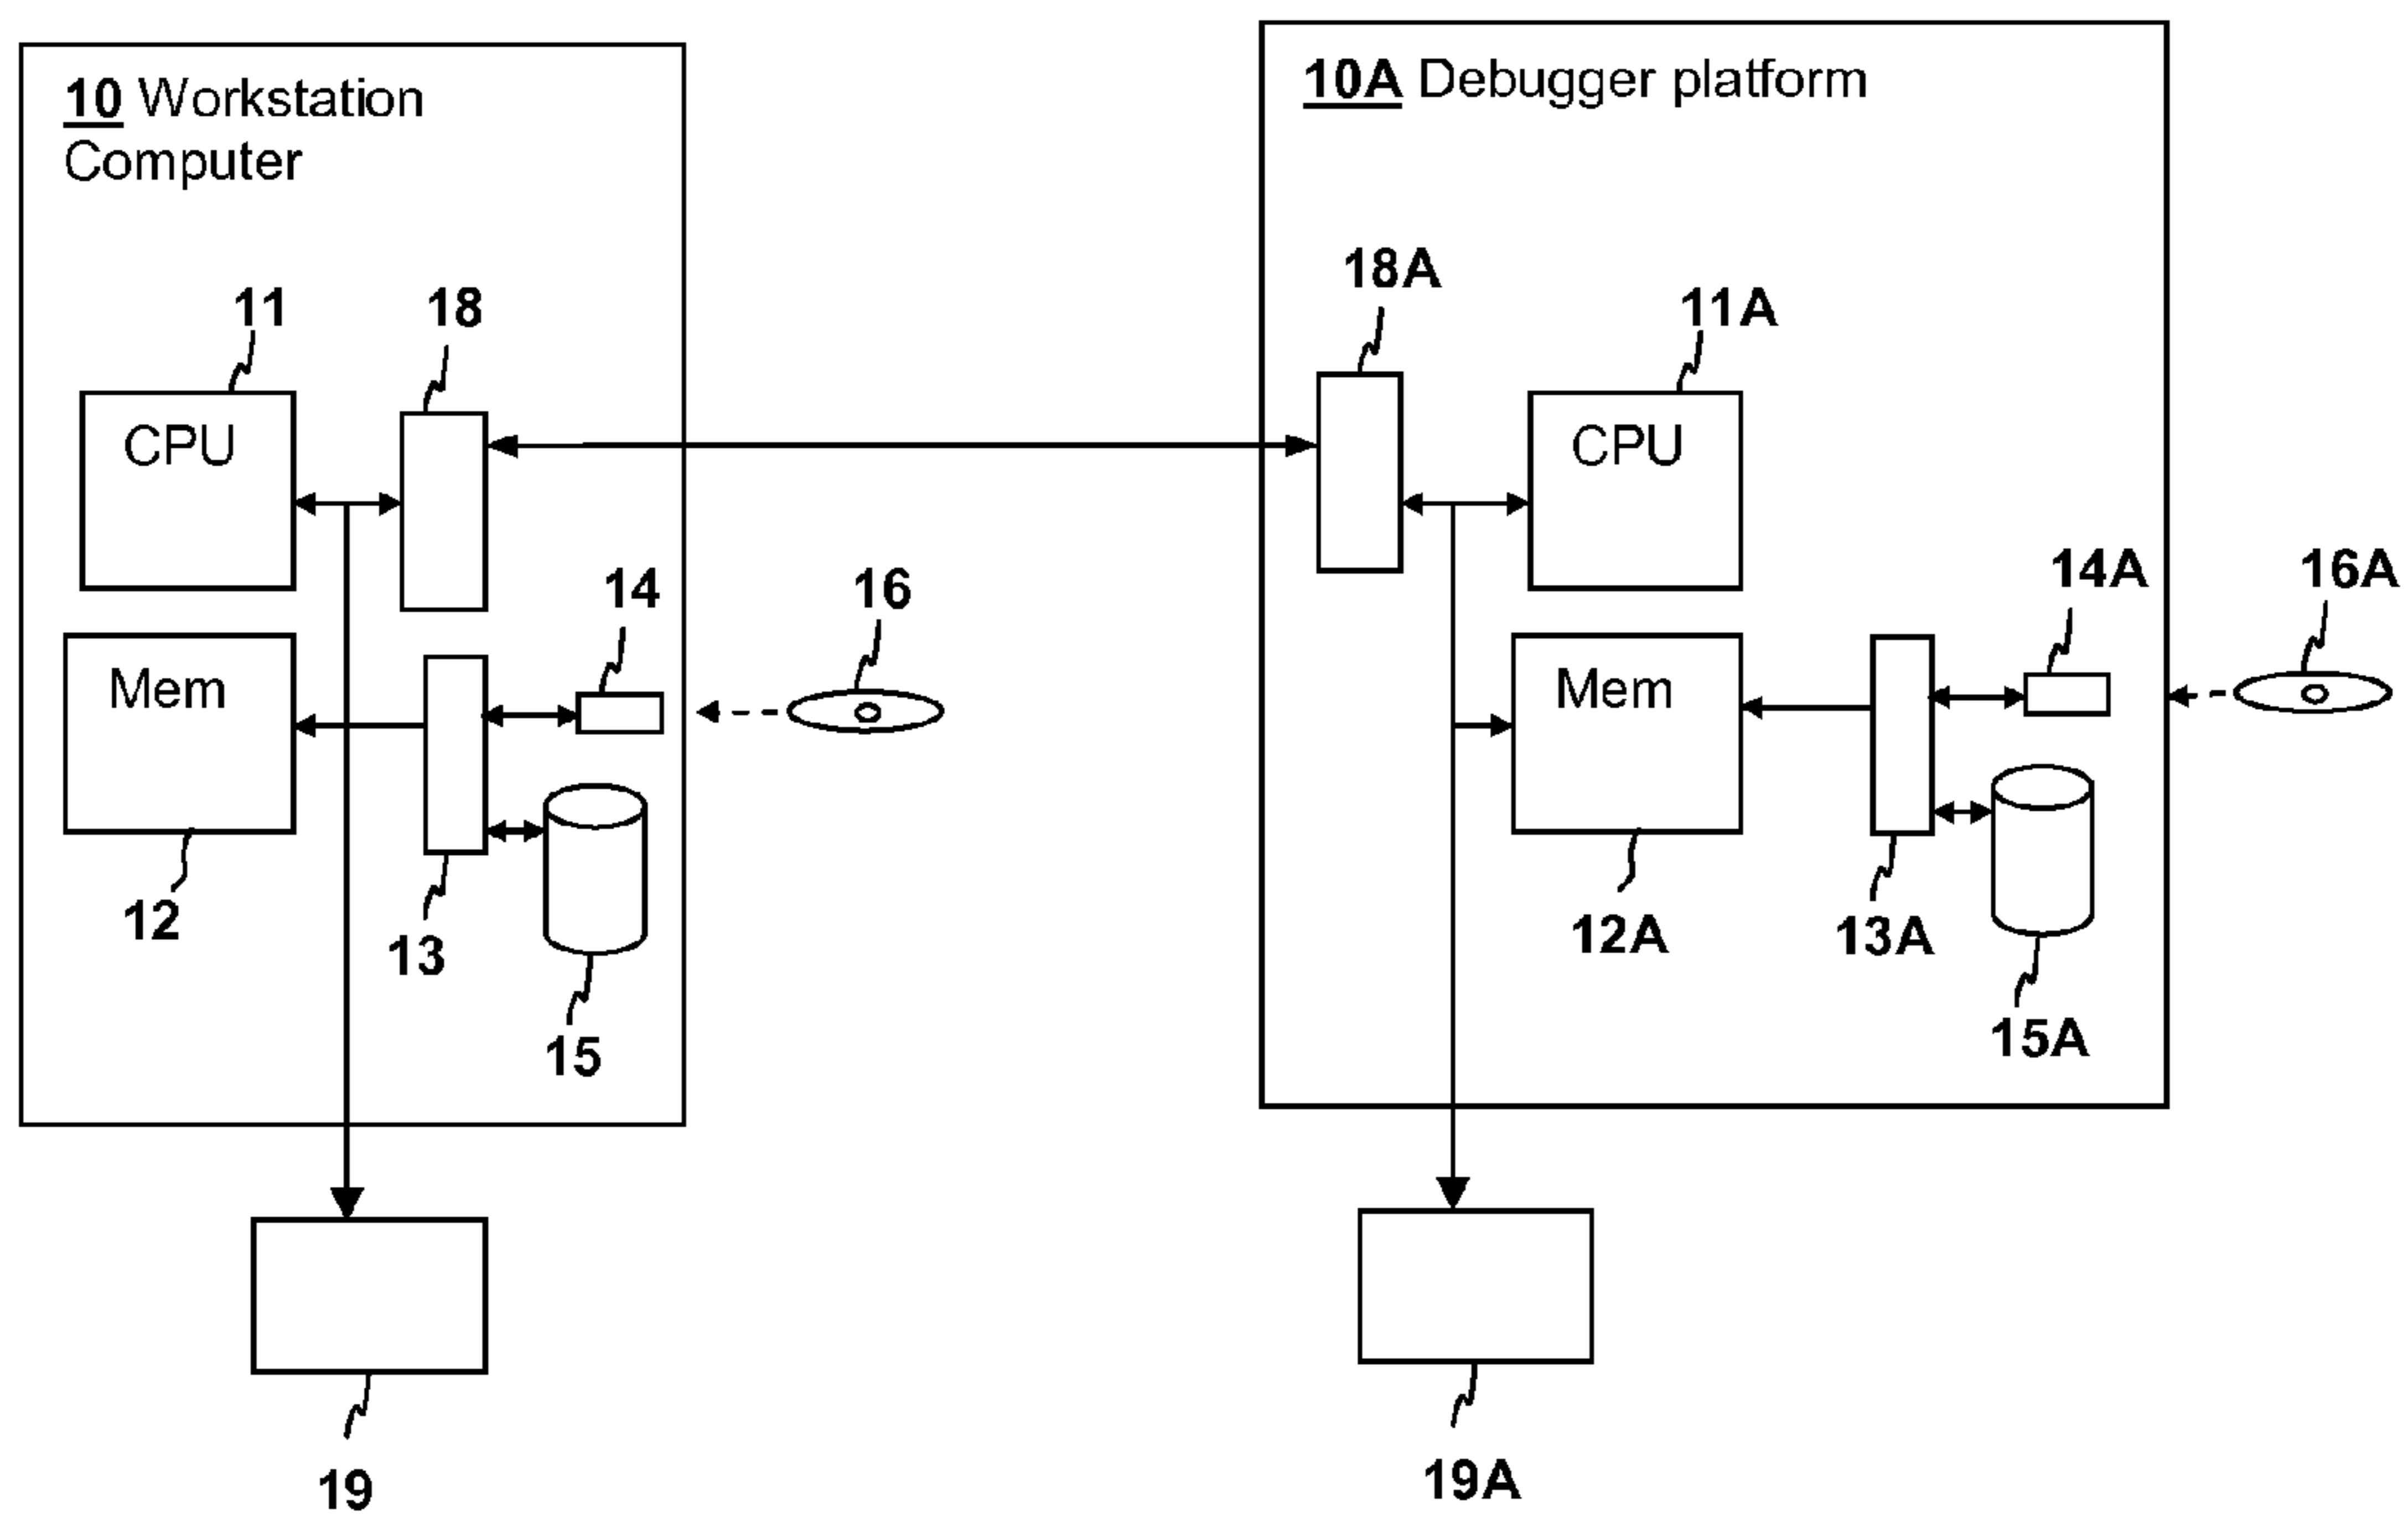 10 Workstation
Computer
10A Debugger platform
18A
11
18
11A
CPU
CPU
14
16
14A
16A
Mem
Mem
12
13
12A
13A
15
15A
19
19A